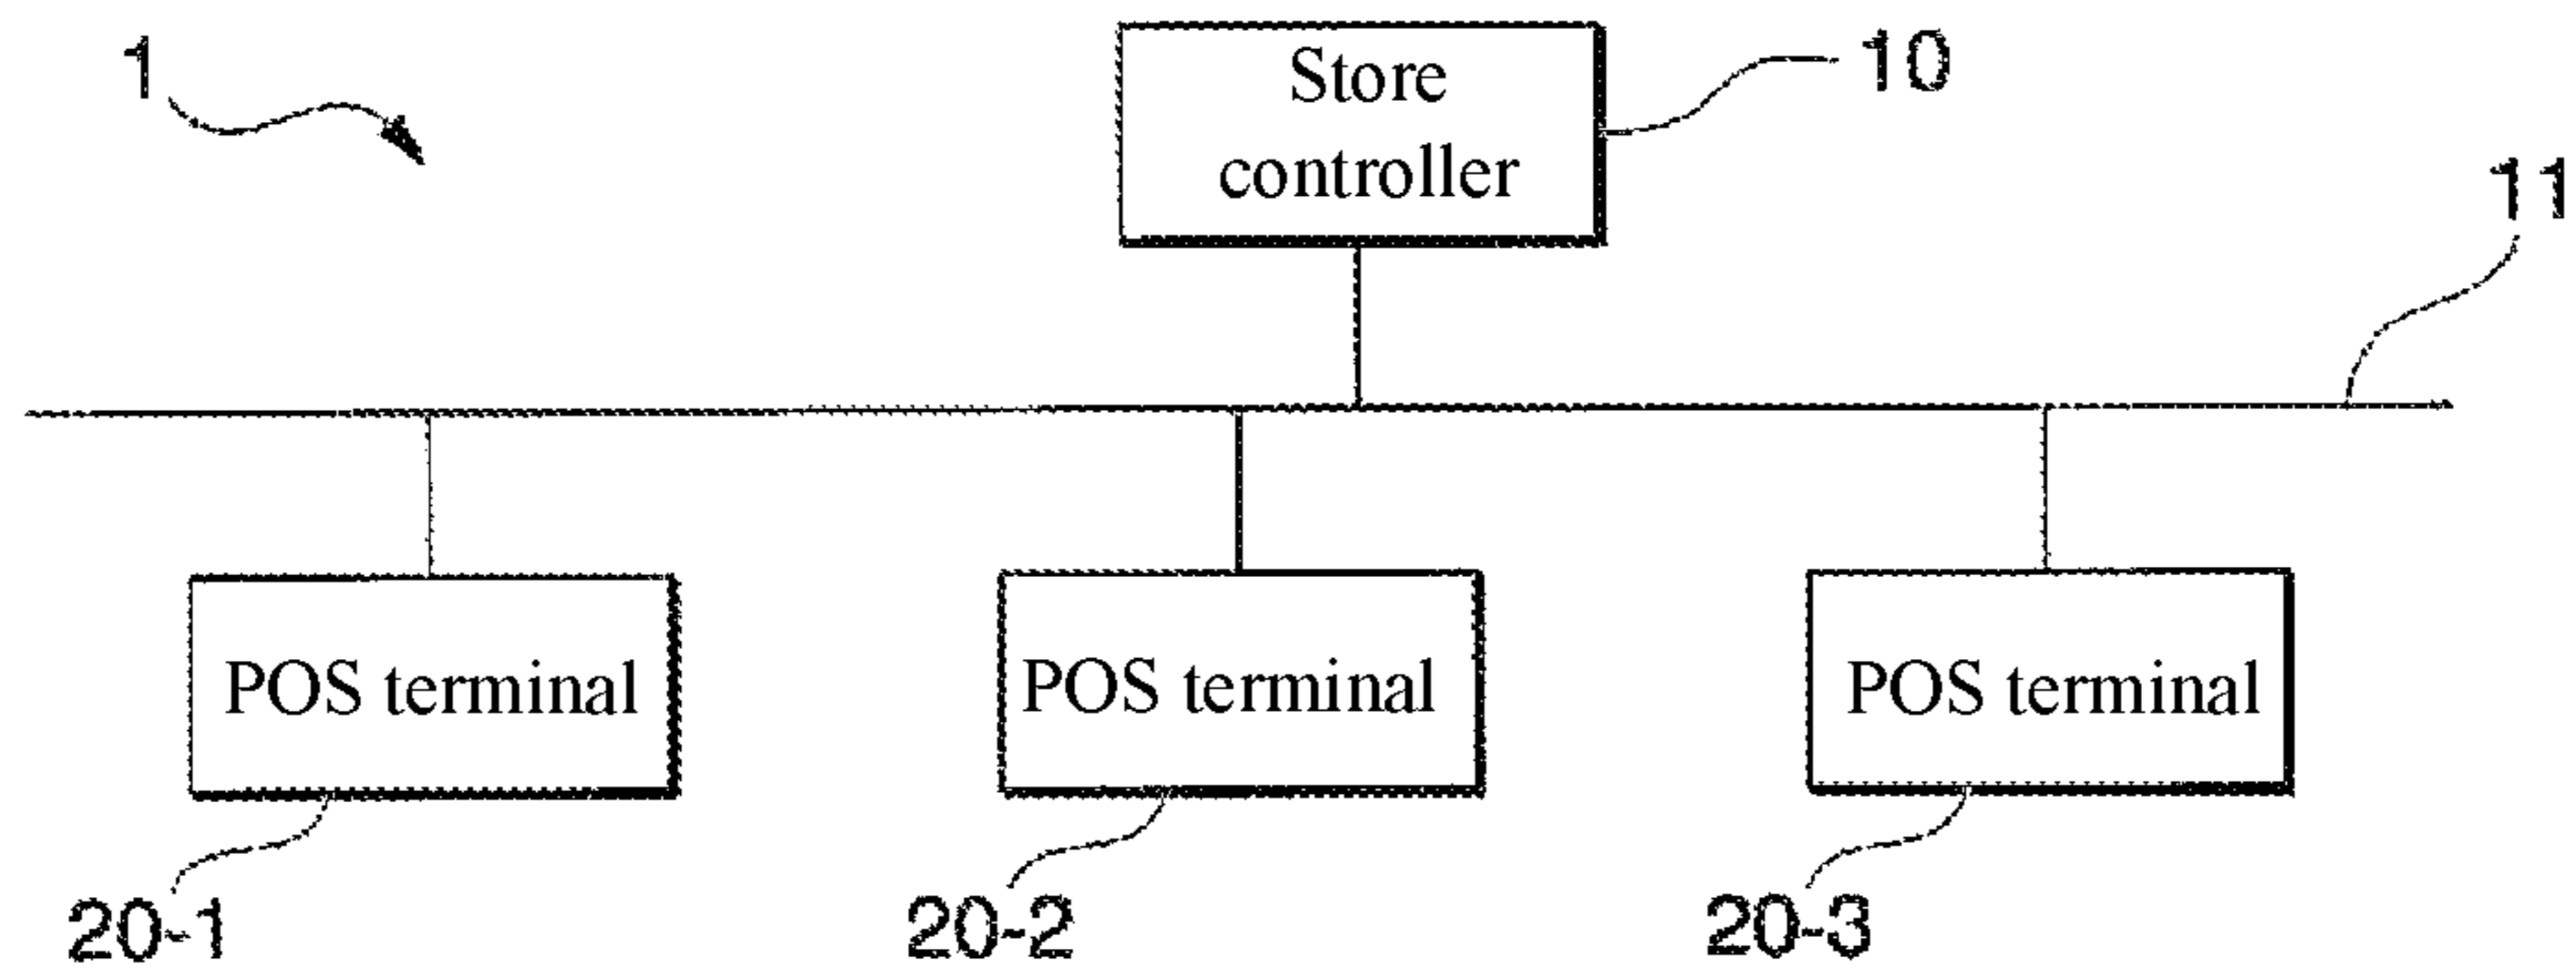 1
Store
controller
10
11
POS terminal
POS terminal
POS terminal
20-1
20-2
20-3